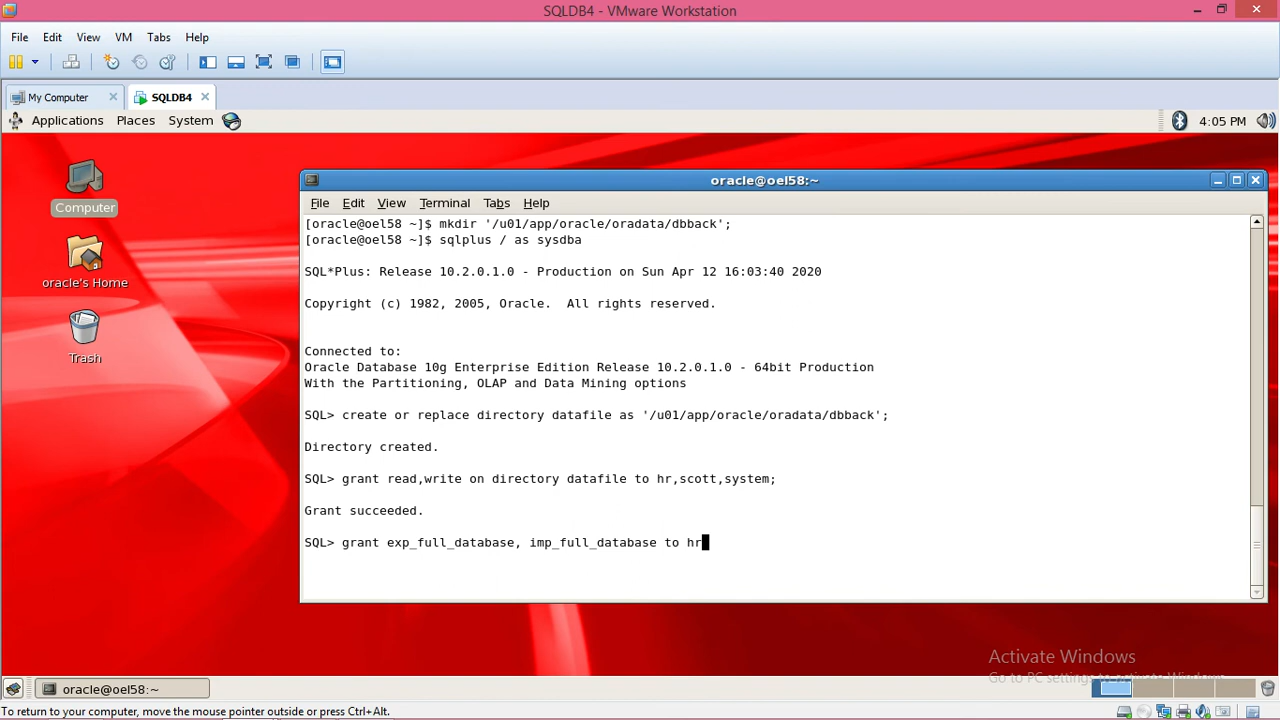 SQLDB4 - VMware Workstation
File Edit View VM Tabs Help
My Computer SQLDB4
Applications Places System 4:05 PM
Computer
oracle's Home
Trash
oracle@oel58:~
File Edit View Terminal Tabs Help
[oracle@oel58 ~]$ mkdir '/u01/app/oracle/oradata/dbback';
[oracle@oel58 ~]$ sqlplus / as sysdba
SQL*Plus: Release 10.2.0.1.0 - Production on Sun Apr 12 16:03:40 2020
Copyright (c) 1982, 2005, Oracle.  All rights reserved.
Connected to:
Oracle Database 10g Enterprise Edition Release 10.2.0.1.0 - 64bit Production
With the Partitioning, OLAP and Data Mining options
SQL> create or replace directory datafile as '/u01/app/oracle/oradata/dbback';
Directory created.
SQL> grant read,write on directory datafile to hr,scott,system;
Grant succeeded.
SQL> grant exp_full_database, imp_full_database to hr
Activate Windows
Go to PC settings to activate Windows.
oracle@oel58:~
To return to your computer, move the mouse pointer outside or press Ctrl+Alt.